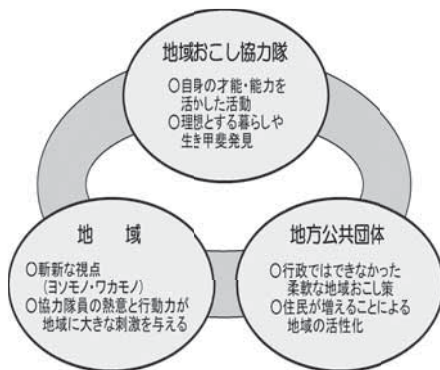 地域おこし協力隊
○自身の才能・能力を
活かした活動
○理想とする暮らしや
生き甲斐発見
地　域
○斬新な視点
(ヨソモノ・ワカモノ)
○協力隊員の熱意と行動力が
地域に大きな刺激を与える
地方公共団体
○行政ではできなかった
柔軟な地域おこし策
○住民が増えることによる
地域の活性化